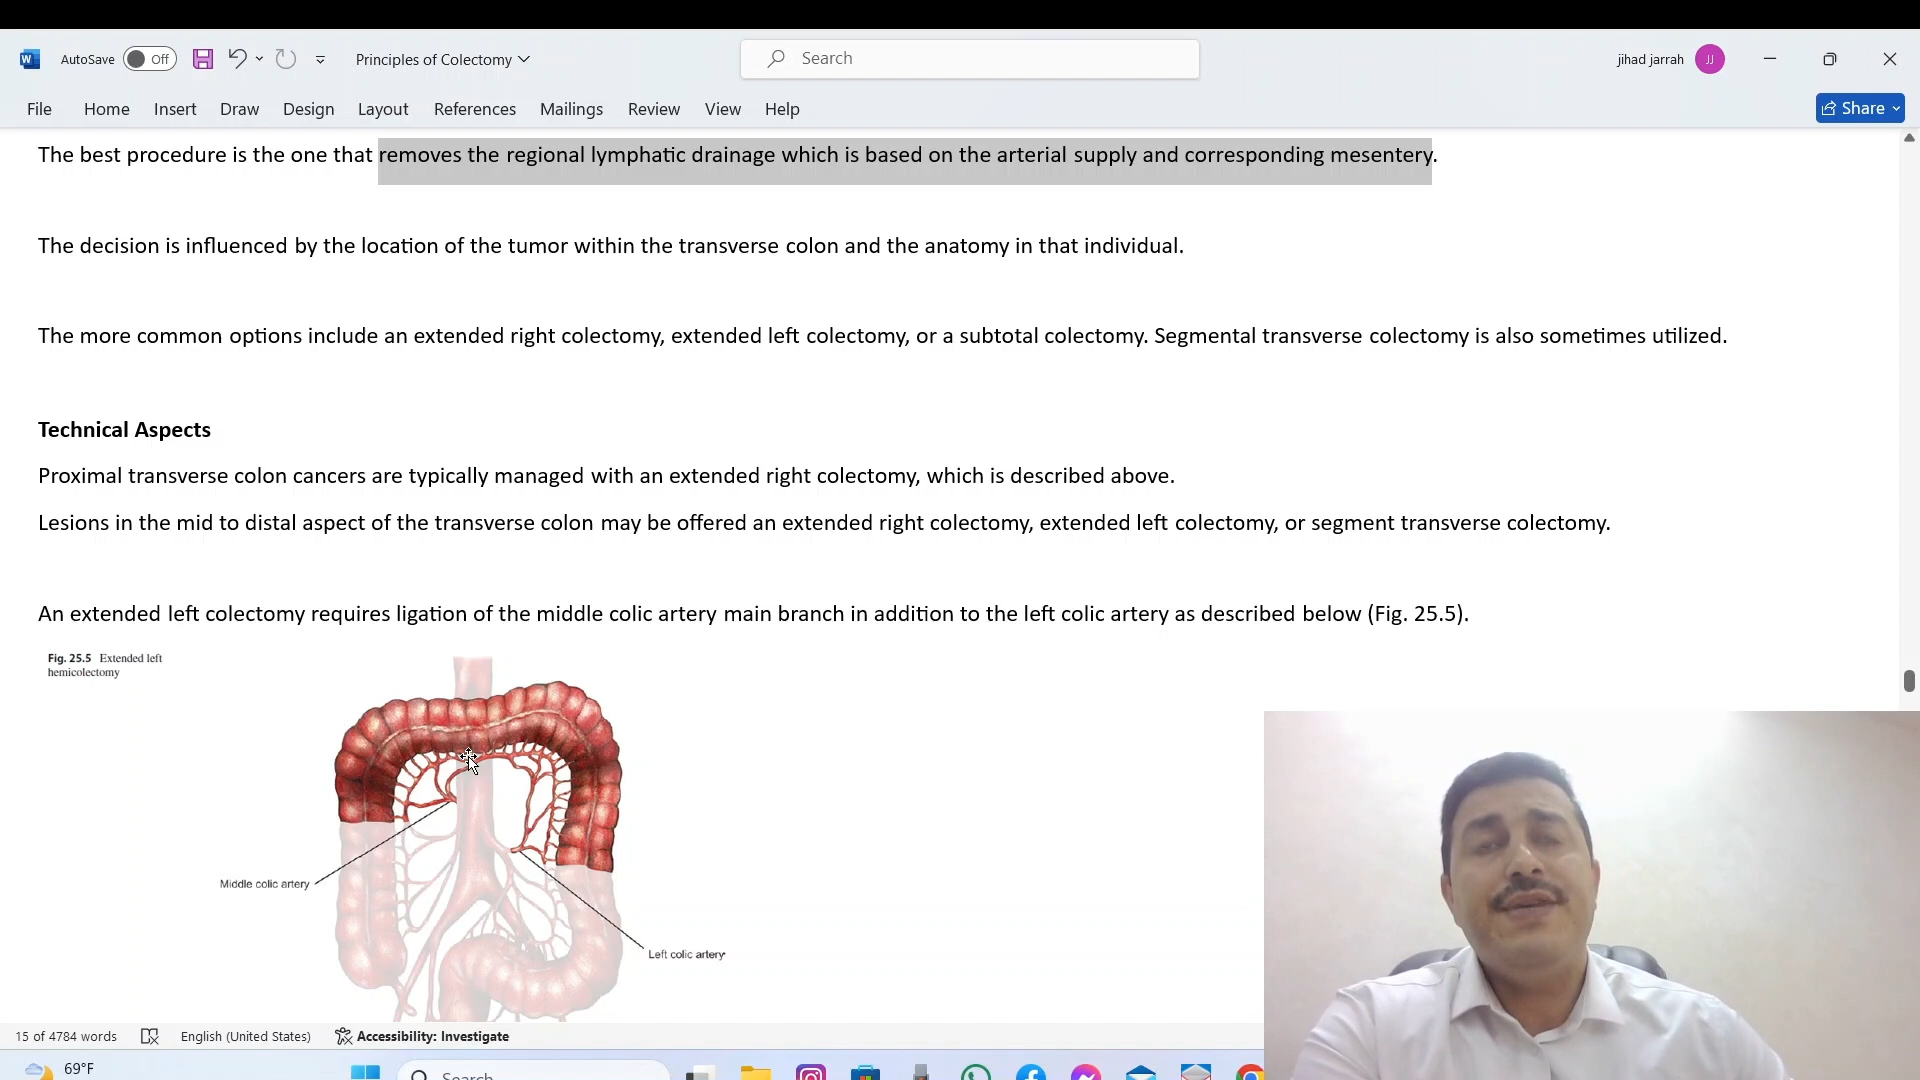 AutoSave Off Principles of Colectomy Search jihad jarrah JJ
File Home Insert Draw Design Layout References Mailings Review View Help Share
The best procedure is the one that removes the regional lymphatic drainage which is based on the arterial supply and corresponding mesentery.
The decision is influenced by the location of the tumor within the transverse colon and the anatomy in that individual.
The more common options include an extended right colectomy, extended left colectomy, or a subtotal colectomy. Segmental transverse colectomy is also sometimes utilized.
Technical Aspects
Proximal transverse colon cancers are typically managed with an extended right colectomy, which is described above.
Lesions in the mid to distal aspect of the transverse colon may be offered an extended right colectomy, extended left colectomy, or segment transverse colectomy.
An extended left colectomy requires ligation of the middle colic artery main branch in addition to the left colic artery as described below (Fig. 25.5).
Fig. 25.5 Extended left
hemicolectomy
Middle colic artery
Left colic artery
15 of 4784 words English (United States) Accessibility: Investigate
69°F Search